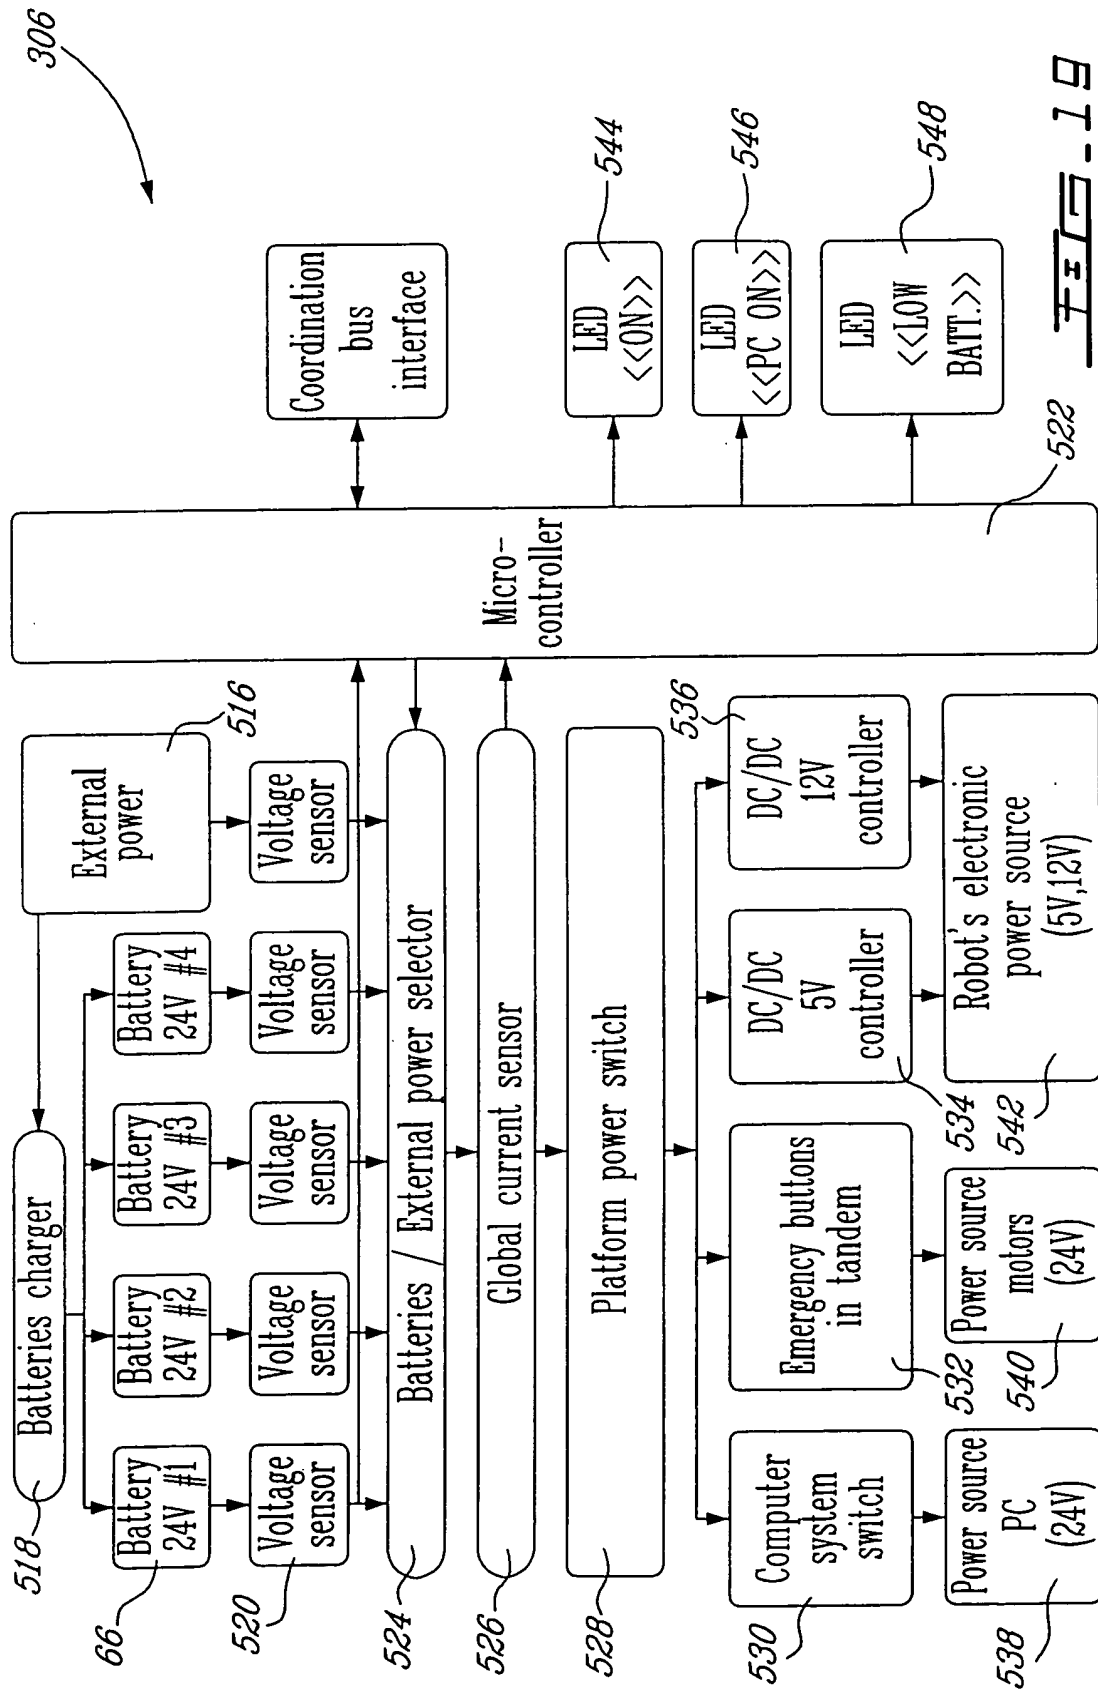 306
Batteries charger
518
External
power
516
Battery
24V #1
Battery
24V #2
Battery
24V #3
Battery
24V #4
66
Voltage
sensor
Voltage
sensor
Voltage
sensor
Voltage
sensor
Voltage
sensor
520
Batteries / External power selector
524
Global current sensor
526
Platform power switch
528
Computer
system
switch
530
Emergency buttons
in tandem
532
DC/DC
5V
controller
534
DC/DC
12V
controller
536
Power source
PC
(24V)
538
Power source
motors
(24V)
540
Robot's electronic
power source
(5V,12V)
542
Micro-
controller
522
Coordination
bus
interface
LED
<<ON>>
544
LED
<<PC ON>>
546
LED
<<LOW
BATT.>>
548
FIG-19